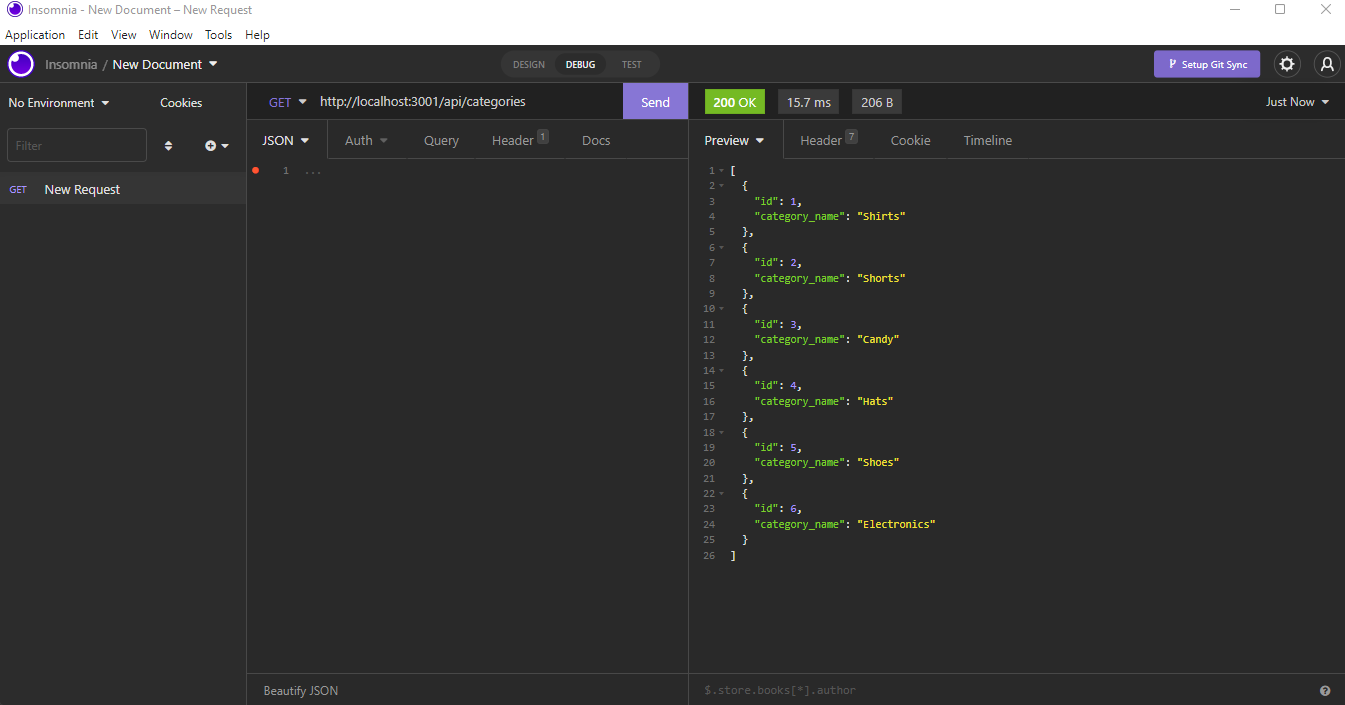 Insomnia - New Document – New Request
Application Edit View Window Tools Help
Insomnia / New Document DESIGN DEBUG TEST Setup Git Sync
No Environment Cookies
Filter
GET New Request
GET http://localhost:3001/api/categories Send
JSON Auth Query Header 1 Docs
1 ...
Beautify JSON
200 OK 15.7 ms 206 B Just Now
Preview Header 7 Cookie Timeline
1 [
2 {
3 "id": 1,
4 "category_name": "Shirts"
5 },
6 {
7 "id": 2,
8 "category_name": "Shorts"
9 },
10 {
11 "id": 3,
12 "category_name": "Candy"
13 },
14 {
15 "id": 4,
16 "category_name": "Hats"
17 },
18 {
19 "id": 5,
20 "category_name": "Shoes"
21 },
22 {
23 "id": 6,
24 "category_name": "Electronics"
25 }
26 ]
$.store.books[*].author